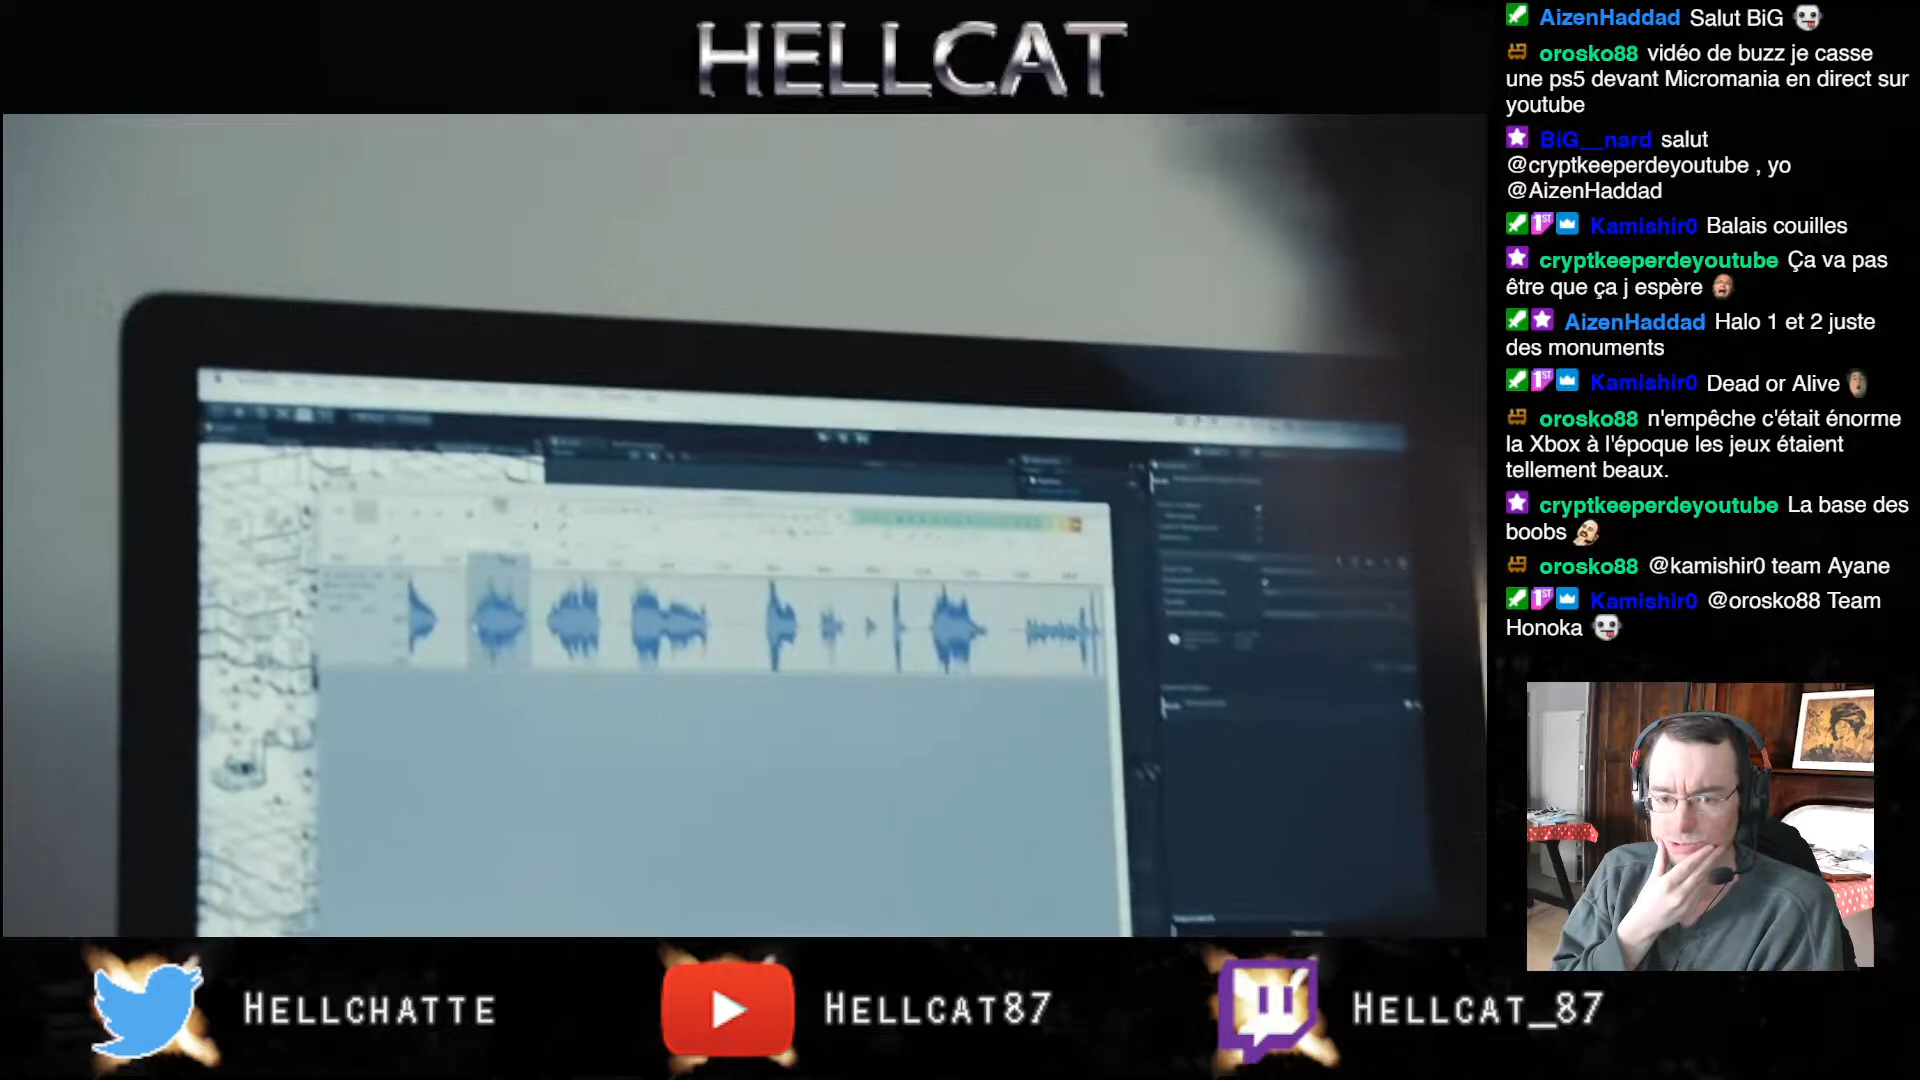 HELLCAT
AizenHaddad Salut BiG
orosko88 vidéo de buzz je casse
une ps5 devant Micromania en direct sur
youtube
BiG__nard salut
@cryptkeeperdeyoutube , yo
@AizenHaddad
1ST Kamishir0 Balais couilles
cryptkeeperdeyoutube Ça va pas
être que ça j espère
AizenHaddad Halo 1 et 2 juste
des monuments
1ST Kamishir0 Dead or Alive
orosko88 n'empêche c'était énorme
la Xbox à l'époque les jeux étaient
tellement beaux.
cryptkeeperdeyoutube La base des
boobs
orosko88 @kamishir0 team Ayane
1ST Kamishir0 @orosko88 Team
Honoka
HELLCHATTE
HELLCAT87
HELLCAT_87